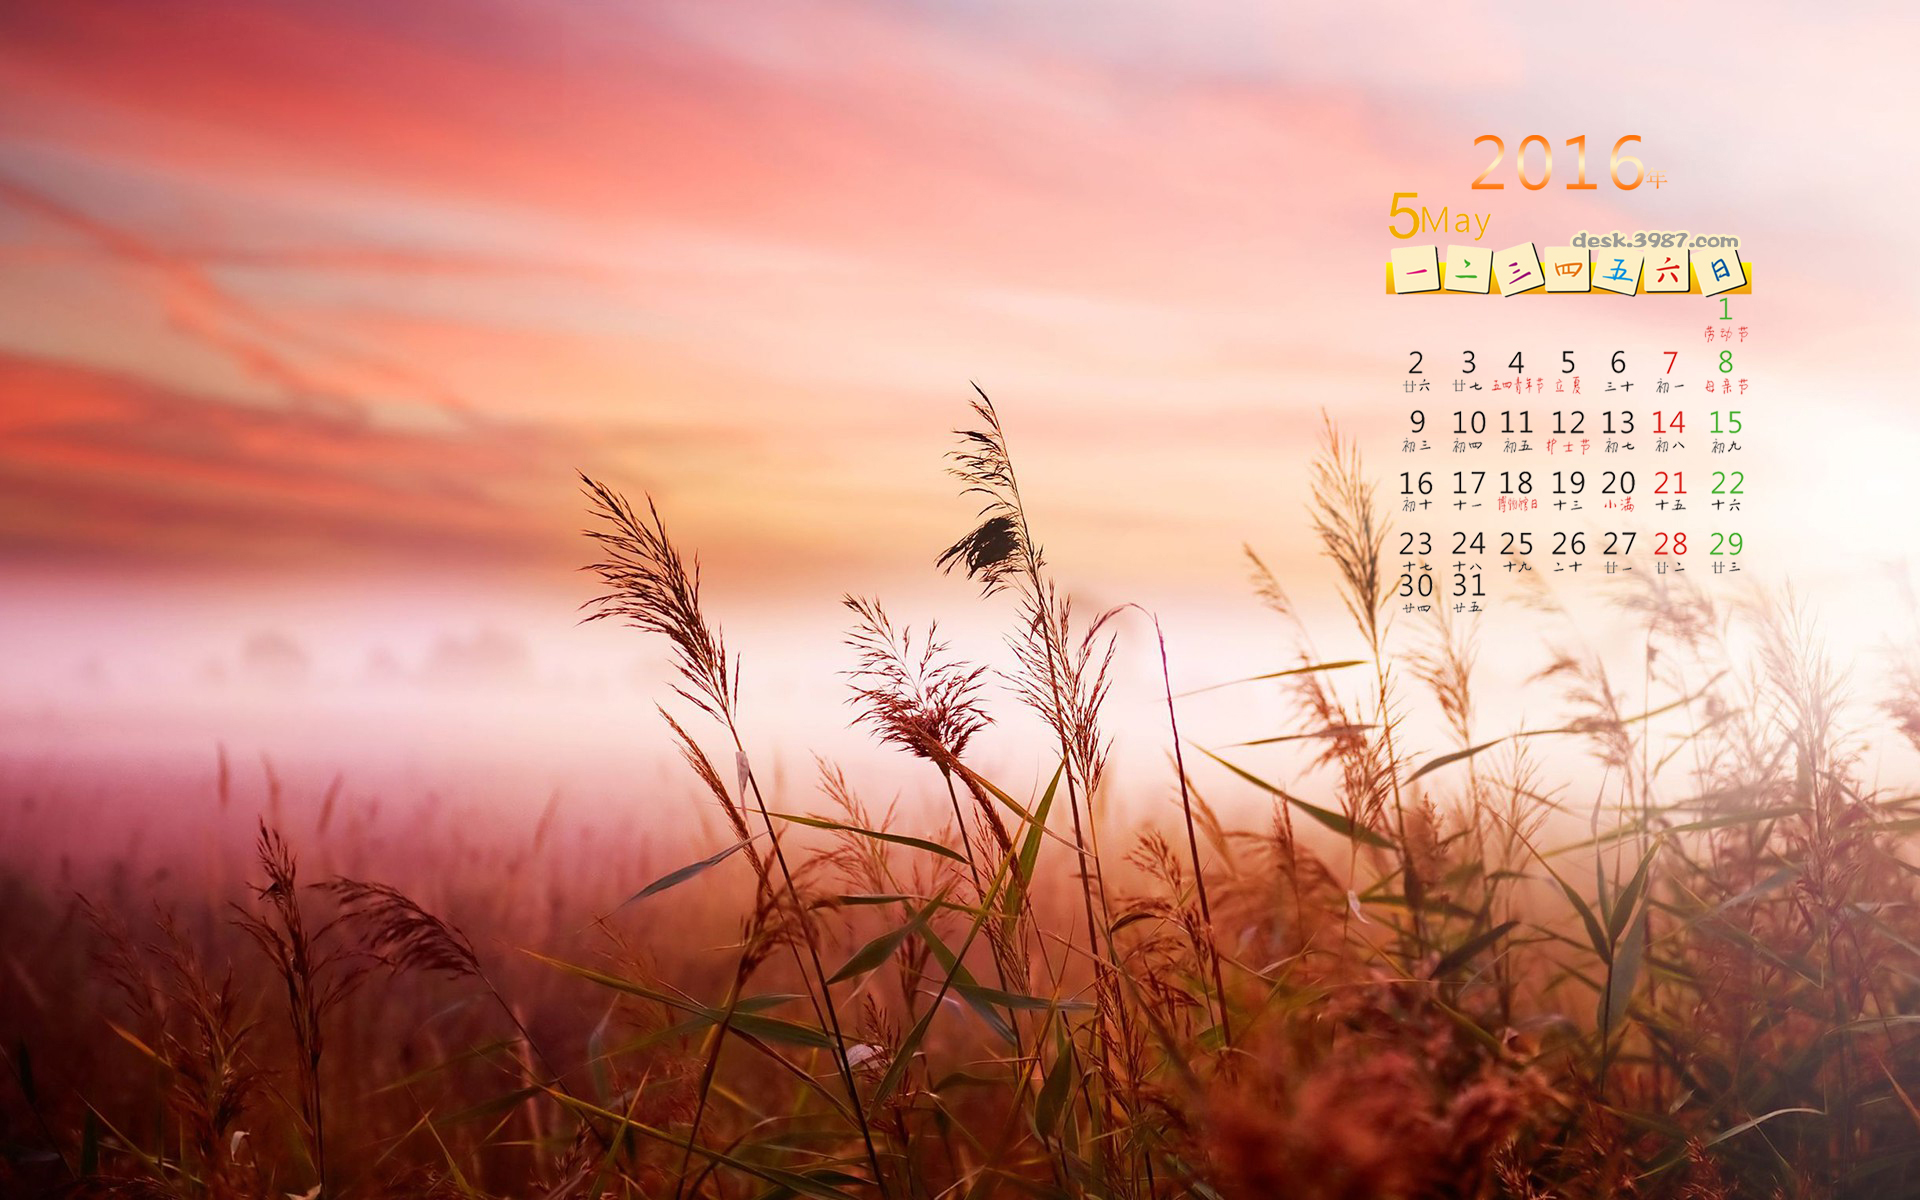 2016年
5May
desk.3987.com
一 二 三 四 五 六 日
1
劳动节
2 3 4 5 6 7 8
廿六 廿七 五四青年节 立夏 三十 初一 母亲节
9 10 11 12 13 14 15
初三 初四 初五 护士节 初七 初八 初九
16 17 18 19 20 21 22
初十 十一 博物馆日 十三 小满 十五 十六
23 24 25 26 27 28 29
十七 十八 十九 二十 廿一 廿二 廿三
30 31
廿四 廿五